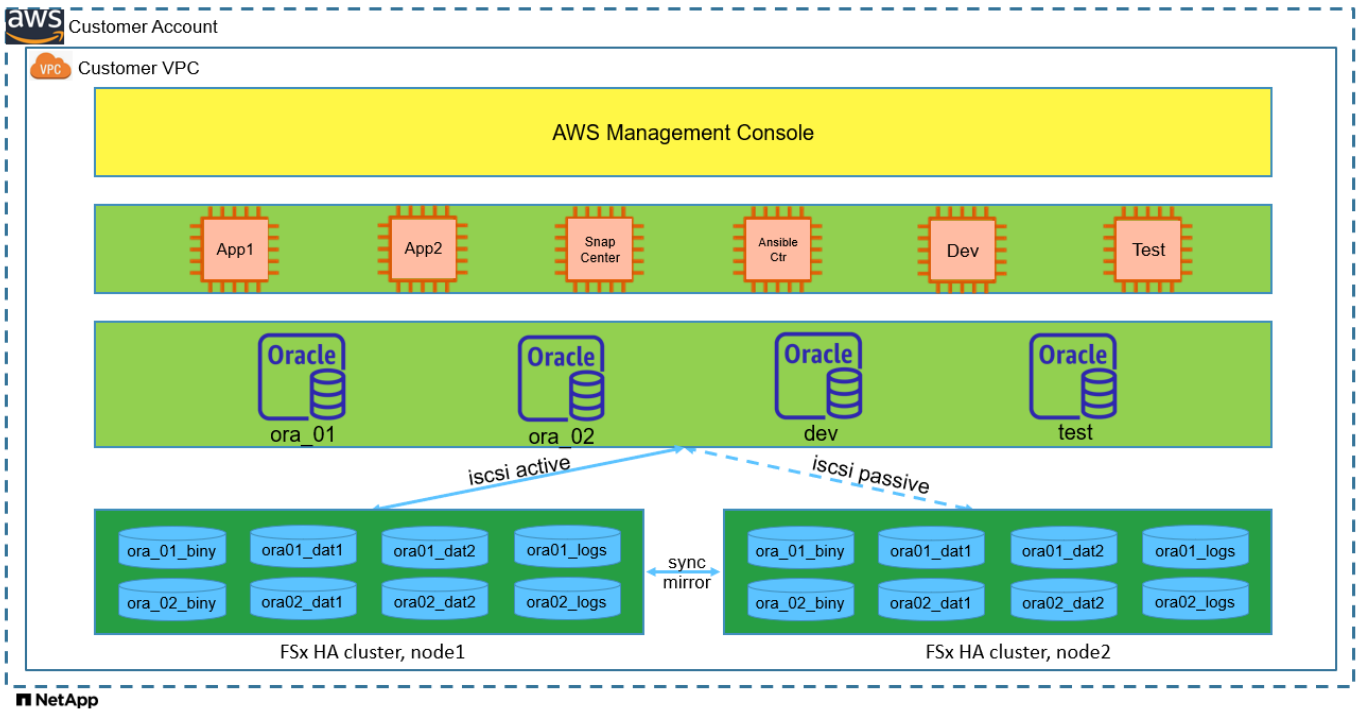 aws Customer Account
VPC Customer VPC
AWS Management Console
App1
App2
Snap
Center
Ansible
Ctr
Dev
Test
Oracle
ora_01
Oracle
ora_02
Oracle
dev
Oracle
test
iscsi active
iscsi passive
ora_01_biny
ora01_dat1
ora01_dat2
ora01_logs
ora_02_biny
ora02_dat1
ora02_dat2
ora02_logs
FSx HA cluster, node1
sync
mirror
ora_01_biny
ora01_dat1
ora01_dat2
ora01_logs
ora_02_biny
ora02_dat1
ora02_dat2
ora02_logs
FSx HA cluster, node2
NetApp